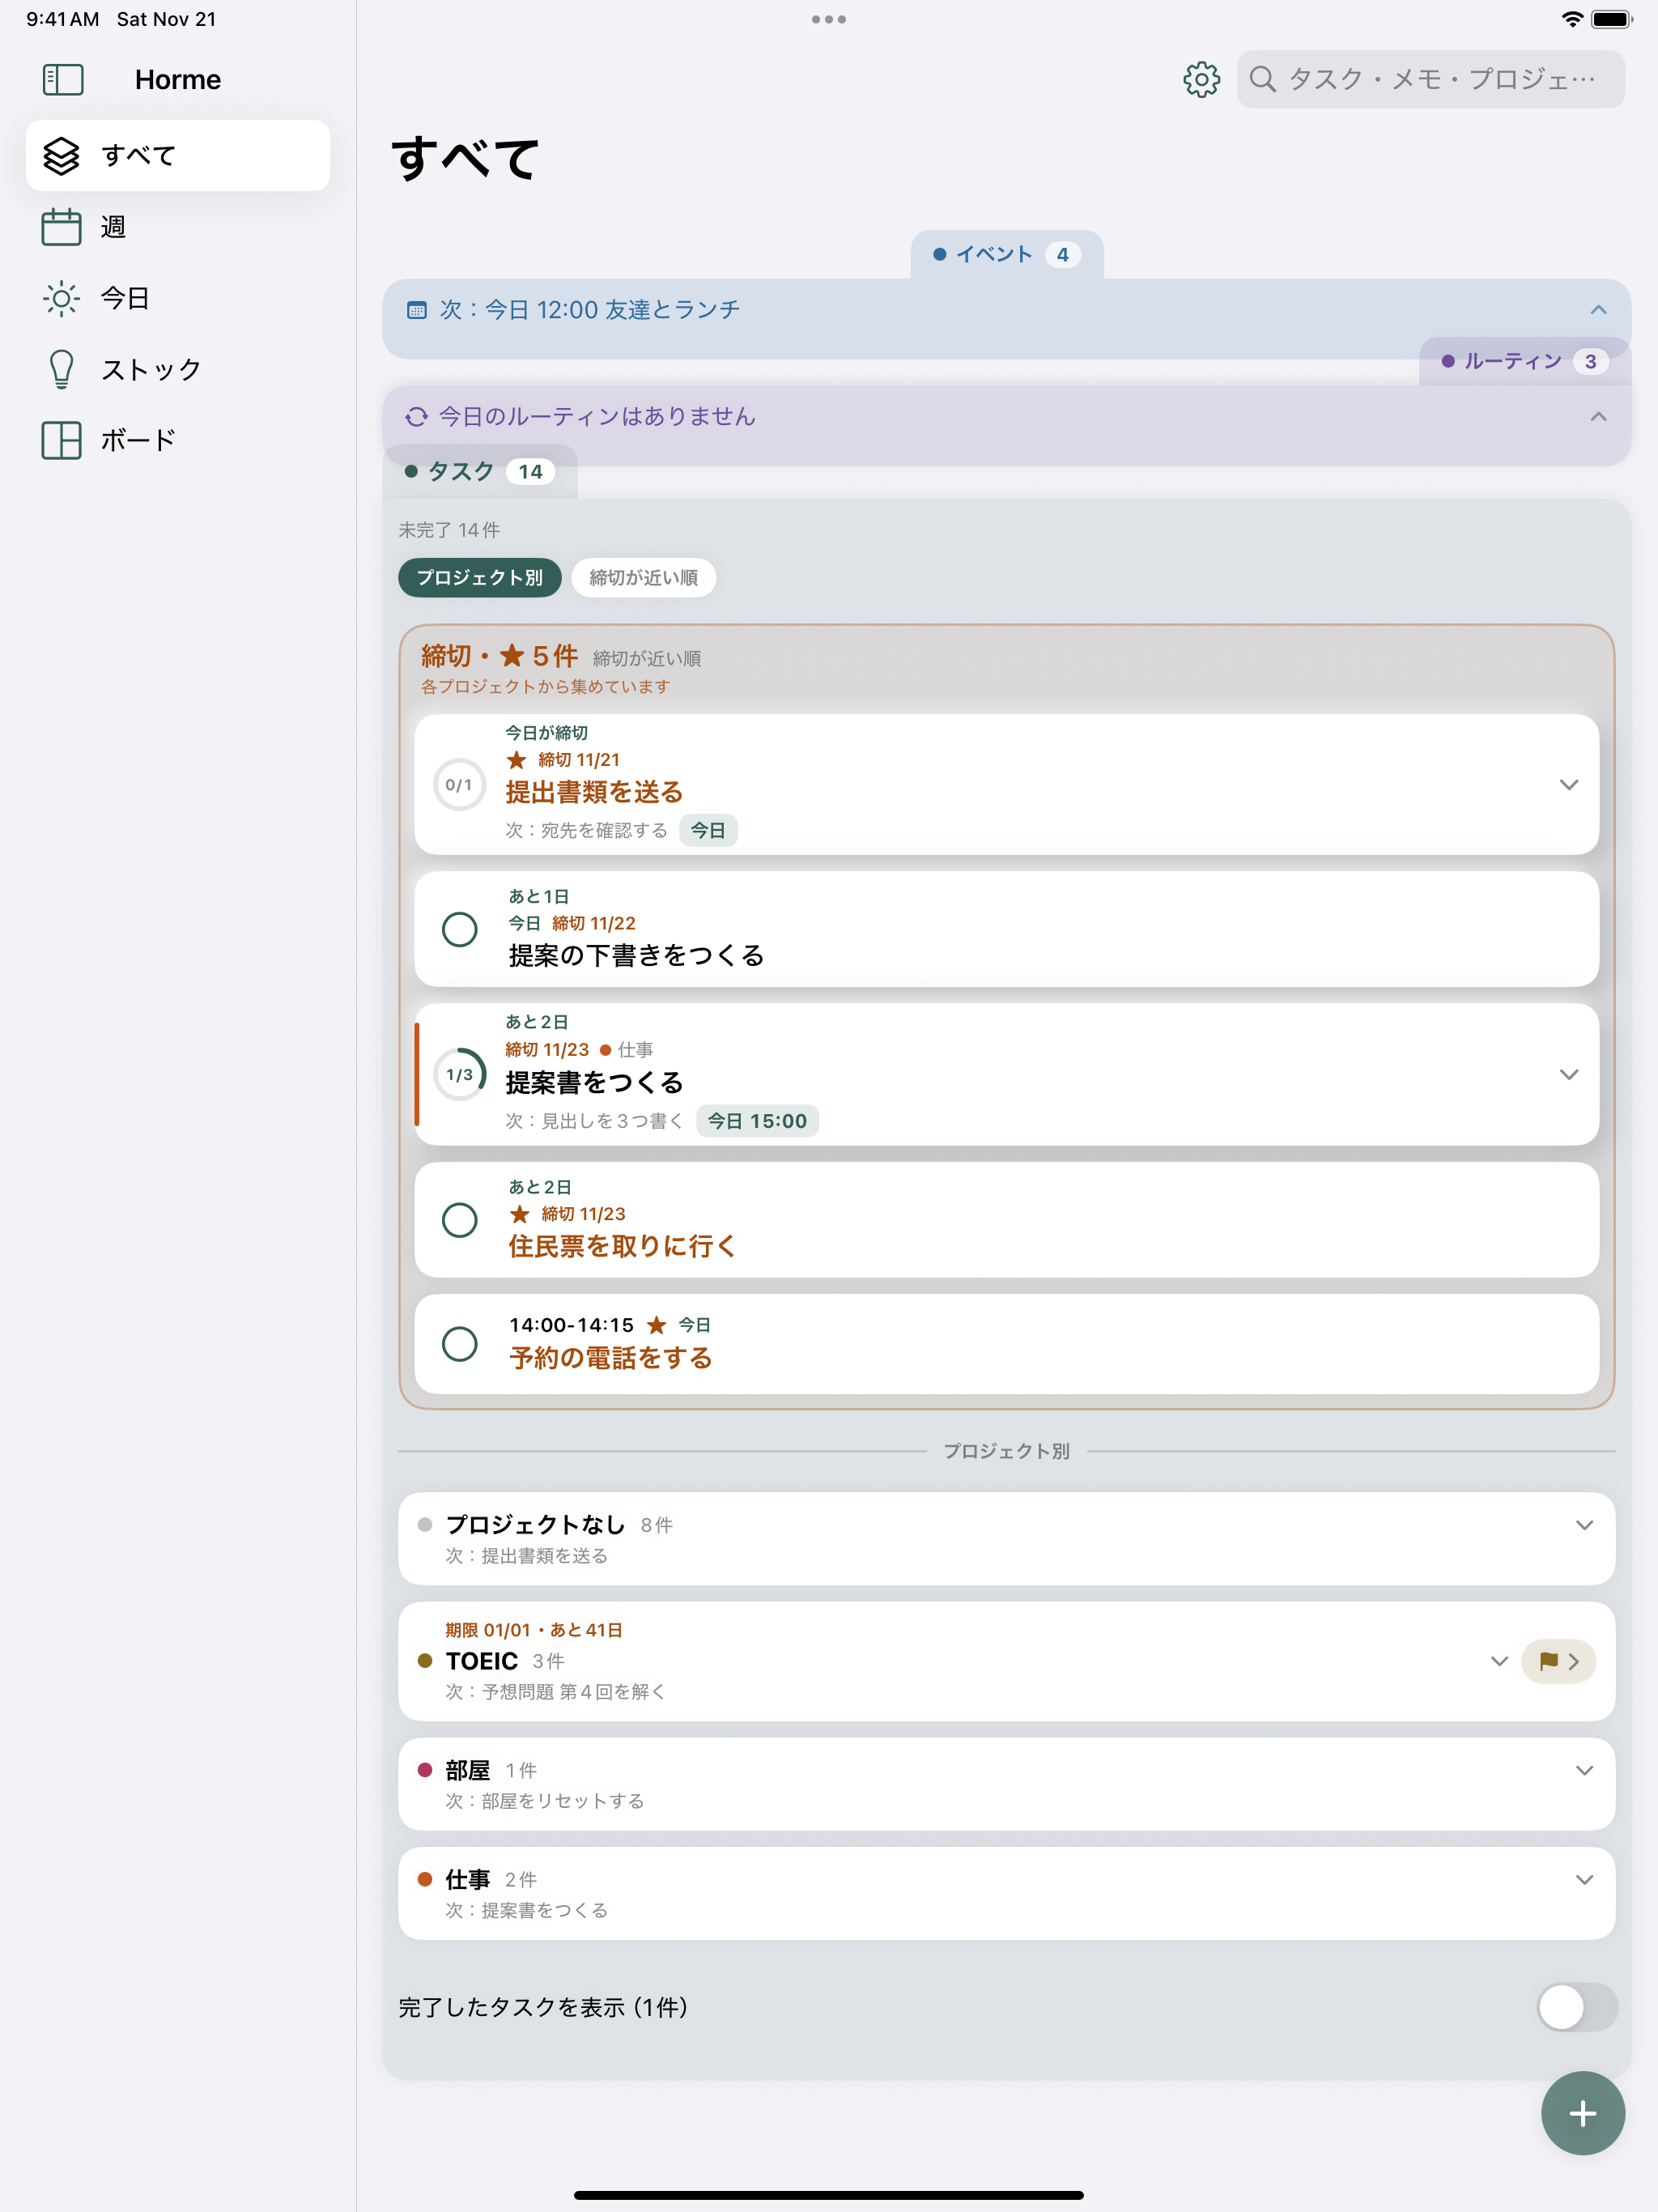 9:41 AM Sat Nov 21
Horme
すべて
週
今日
ストック
ボード
タスク・メモ・プロジェ…
すべて
イベント 4
次：今日 12:00 友達とランチ
ルーティン 3
今日のルーティンはありません
タスク 14
未完了 14件
プロジェクト別 締切が近い順
締切・★ 5件 締切が近い順
各プロジェクトから集めています
今日が締切
★ 締切 11/21
0/1
提出書類を送る
次：宛先を確認する 今日
あと1日
今日 締切 11/22
提案の下書きをつくる
あと2日
締切 11/23 仕事
1/3
提案書をつくる
次：見出しを3つ書く 今日 15:00
あと2日
★ 締切 11/23
住民票を取りに行く
14:00-14:15 ★ 今日
予約の電話をする
プロジェクト別
プロジェクトなし 8件
次：提出書類を送る
期限 01/01・あと41日
TOEIC 3件
次：予想問題 第4回を解く
部屋 1件
次：部屋をリセットする
仕事 2件
次：提案書をつくる
完了したタスクを表示 (1件)